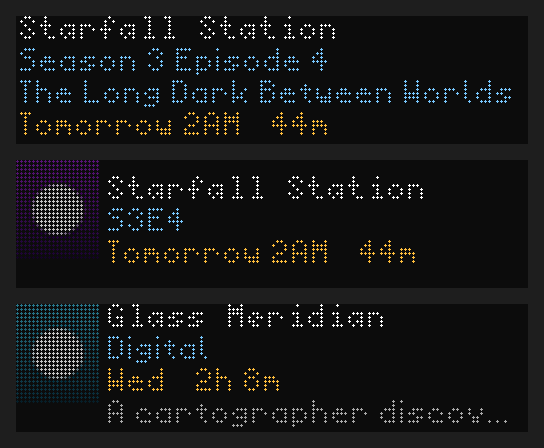 Starfall Station
Season 3 Episode 4
The Long Dark Between Worlds
Tomorrow 2AM 44m
Starfall Station
S3E4
Tomorrow 2AM 44m
Glass Meridian
Digital
Wed 2h 8m
A cartographer discov...